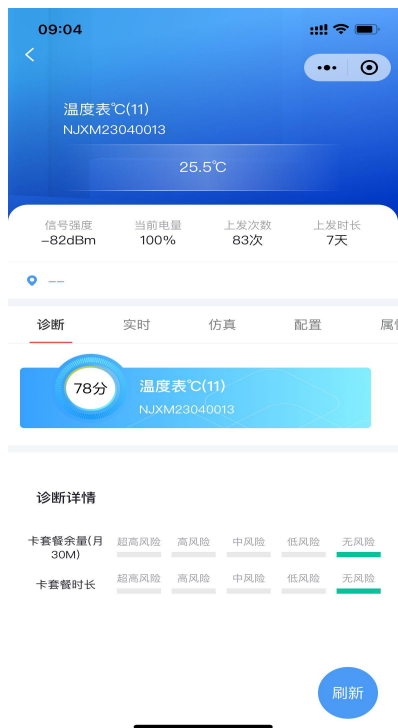 09:04
温度表℃(11)
NJXM23040013
25.5℃
信号强度 当前电量 上发次数 上发时长
-82dBm 100% 83次 7天
--
诊断 实时 仿真 配置 属
78分 温度表℃(11)
NJXM23040013
诊断详情
卡套餐余量(月30M) 超高风险 高风险 中风险 低风险 无风险
卡套餐时长 超高风险 高风险 中风险 低风险 无风险
刷新